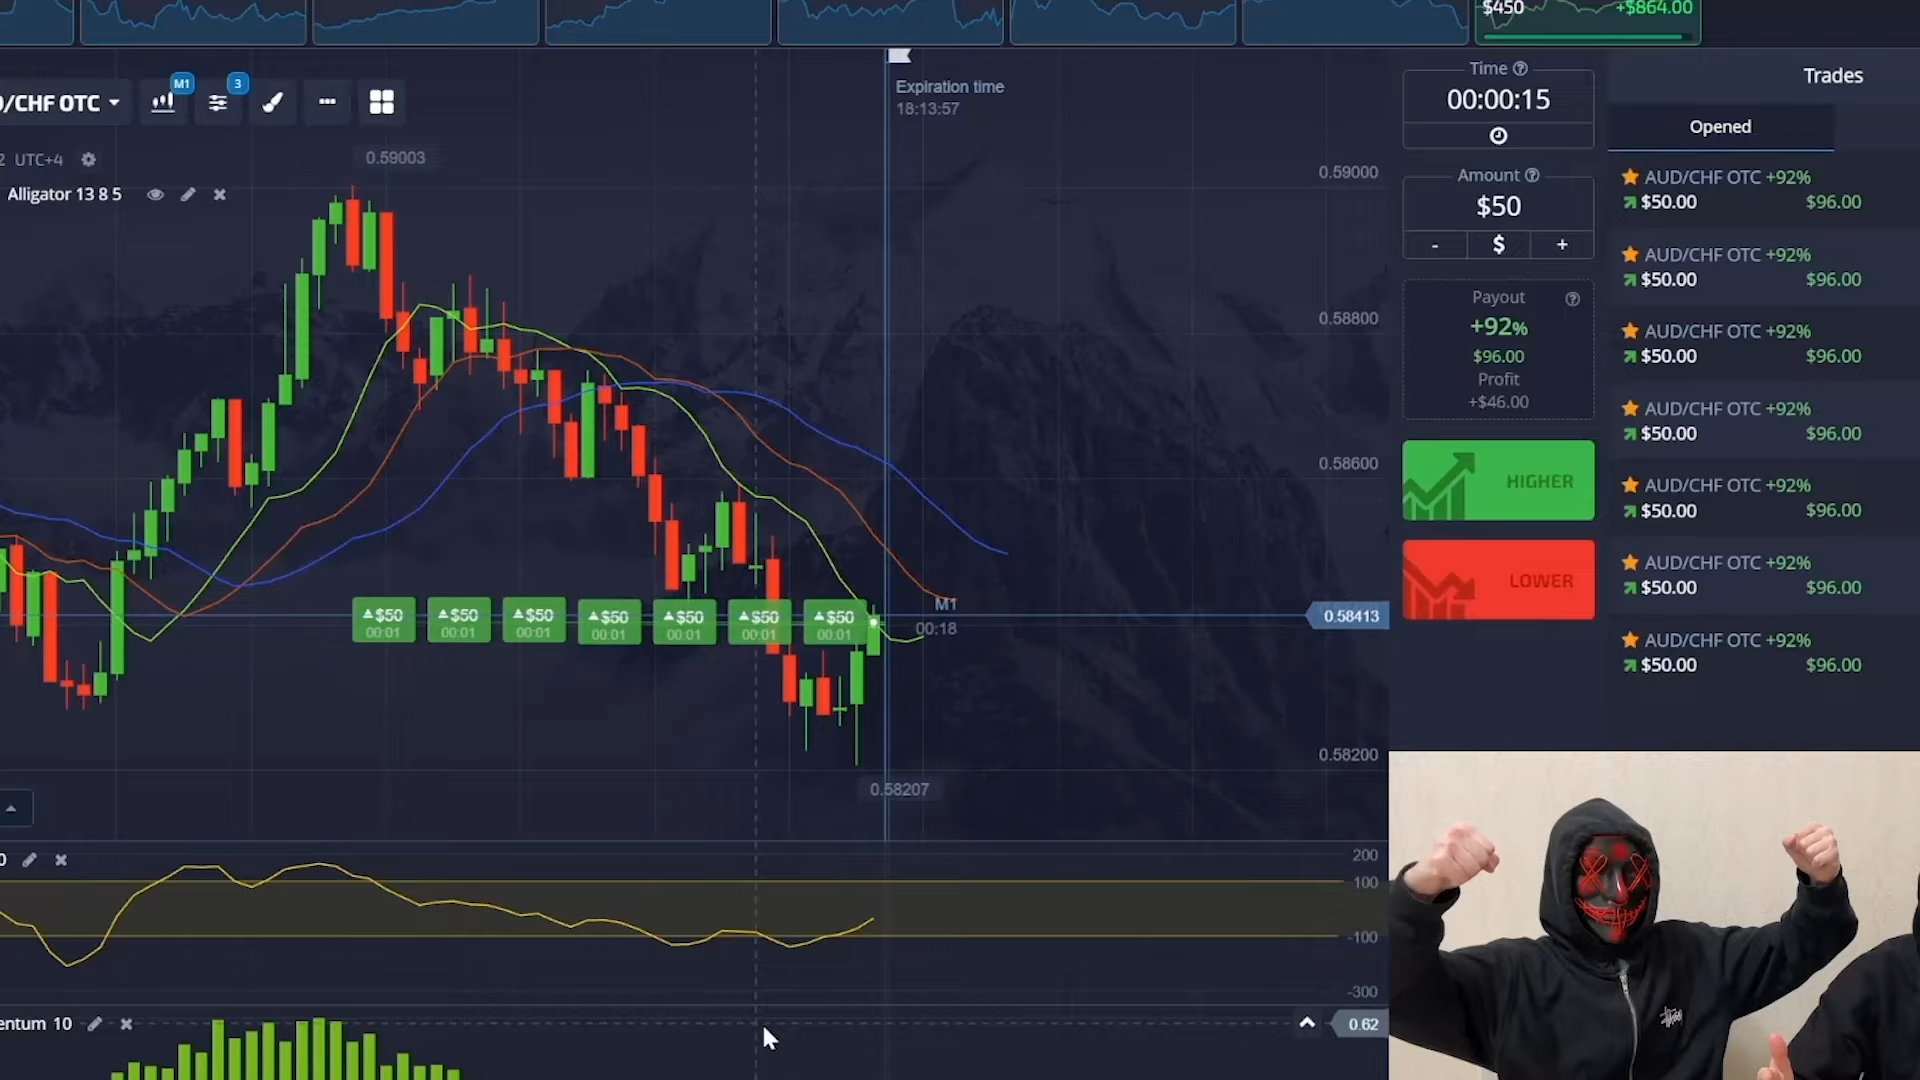 $450 +$864.00
Expiration time
18:13:57
/CHF OTC
M1
3
2 UTC+4
0.59003
Alligator 13 8 5
0.59000
0.58800
0.58600
0.58413
0.58200
0.58207
M1
00:18
$50
00:01
$50
00:01
$50
00:01
$50
00:01
$50
00:01
$50
00:01
$50
00:01
0
200
100
-100
-300
entum 10
0.62
Time
00:00:15
Amount
$50
- $ +
Payout
+92%
$96.00
Profit
+$46.00
HIGHER
LOWER
Trades
Opened
AUD/CHF OTC +92%
$50.00 $96.00
AUD/CHF OTC +92%
$50.00 $96.00
AUD/CHF OTC +92%
$50.00 $96.00
AUD/CHF OTC +92%
$50.00 $96.00
AUD/CHF OTC +92%
$50.00 $96.00
AUD/CHF OTC +92%
$50.00 $96.00
AUD/CHF OTC +92%
$50.00 $96.00